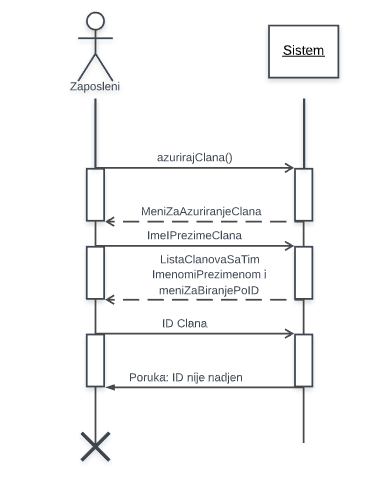 Sistem
Zaposleni
azurirajClana()
MeniZaAzuriranjeClana
ImeIPrezimeClana
ListaClanovaSaTim
ImenomiPrezimenom i
meniZaBiranjePoID
ID Clana
Poruka: ID nije nadjen